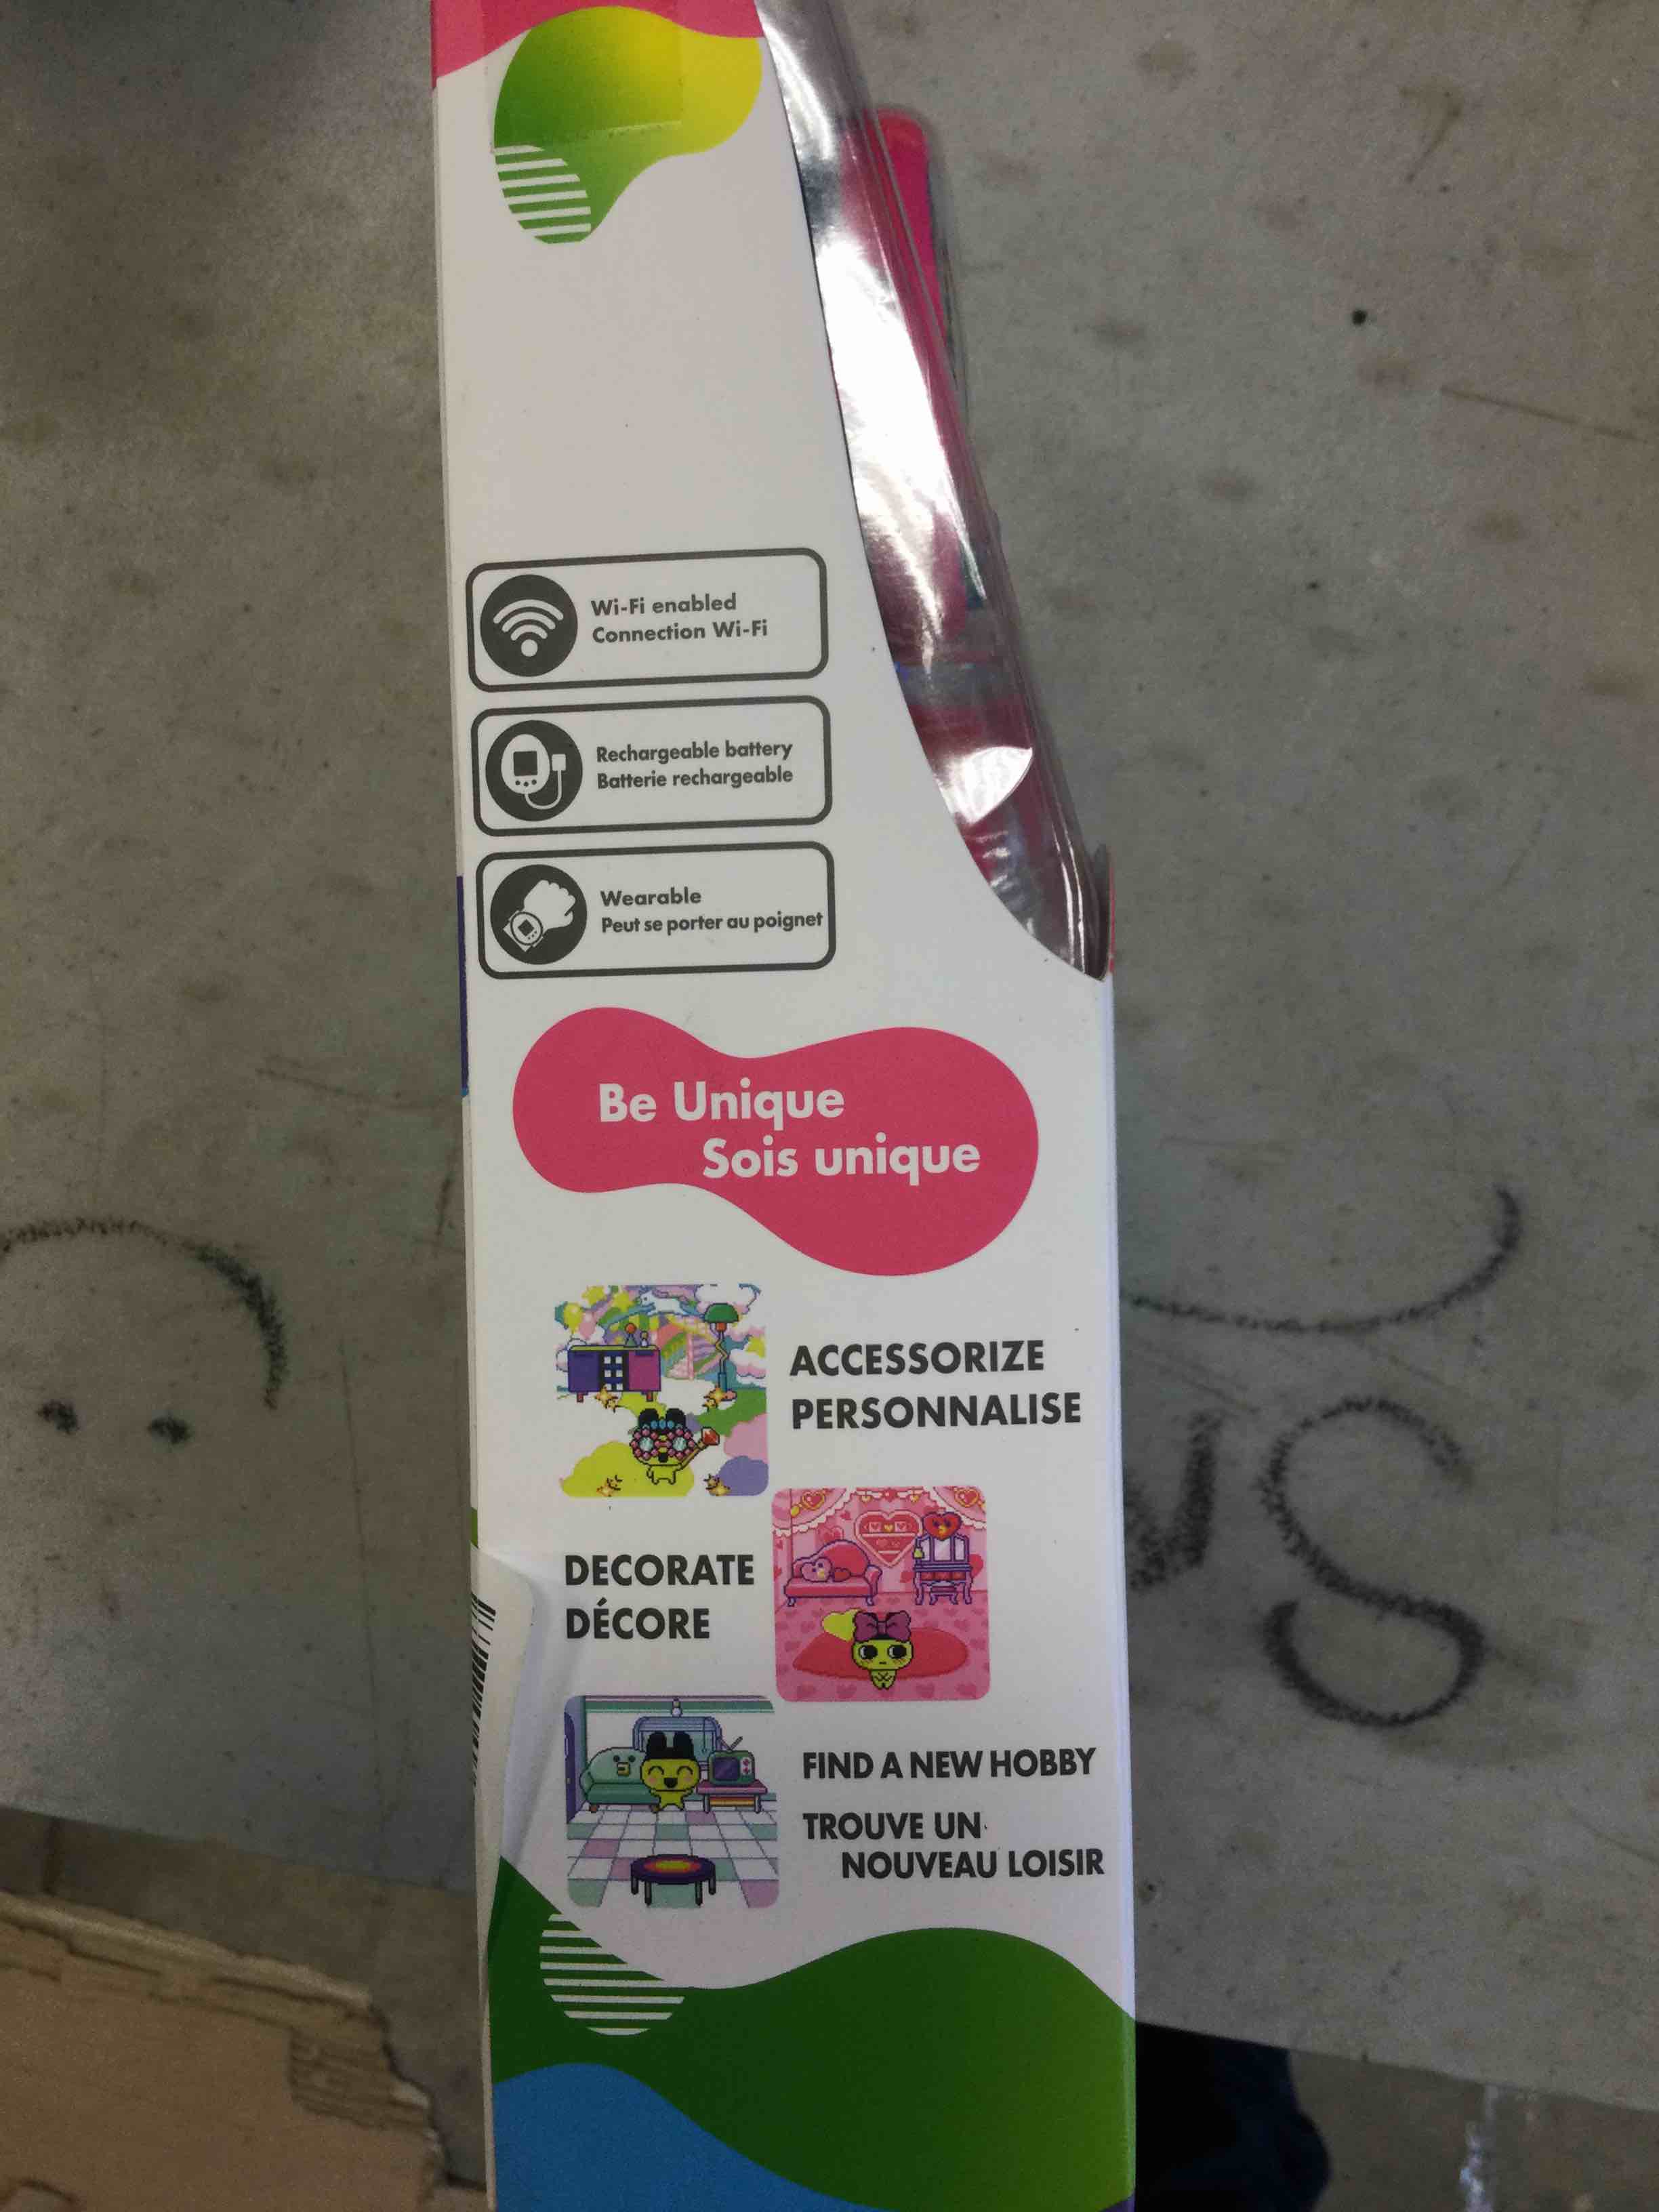 Wi-Fi enabled
Connection Wi-Fi
Rechargeable battery
Batterie rechargeable
Wearable
Peut se porter au poignet
Be Unique
Sois unique
ACCESSORIZE
PERSONNALISE
DECORATE
DÉCORE
FIND A NEW HOBBY
TROUVE UN
NOUVEAU LOISIR